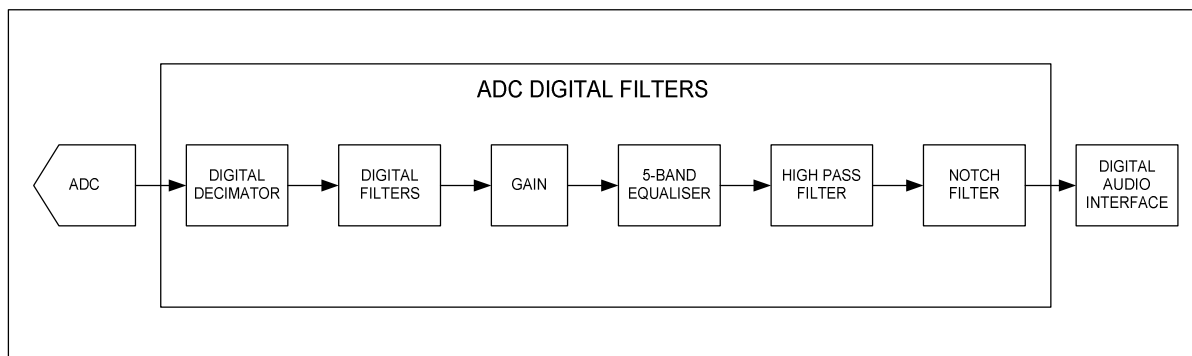 ADC DIGITAL FILTERS
ADC
DIGITAL
DECIMATOR
DIGITAL
FILTERS
GAIN
5-BAND
EQUALISER
HIGH PASS
FILTER
NOTCH
FILTER
DIGITAL
AUDIO
INTERFACE